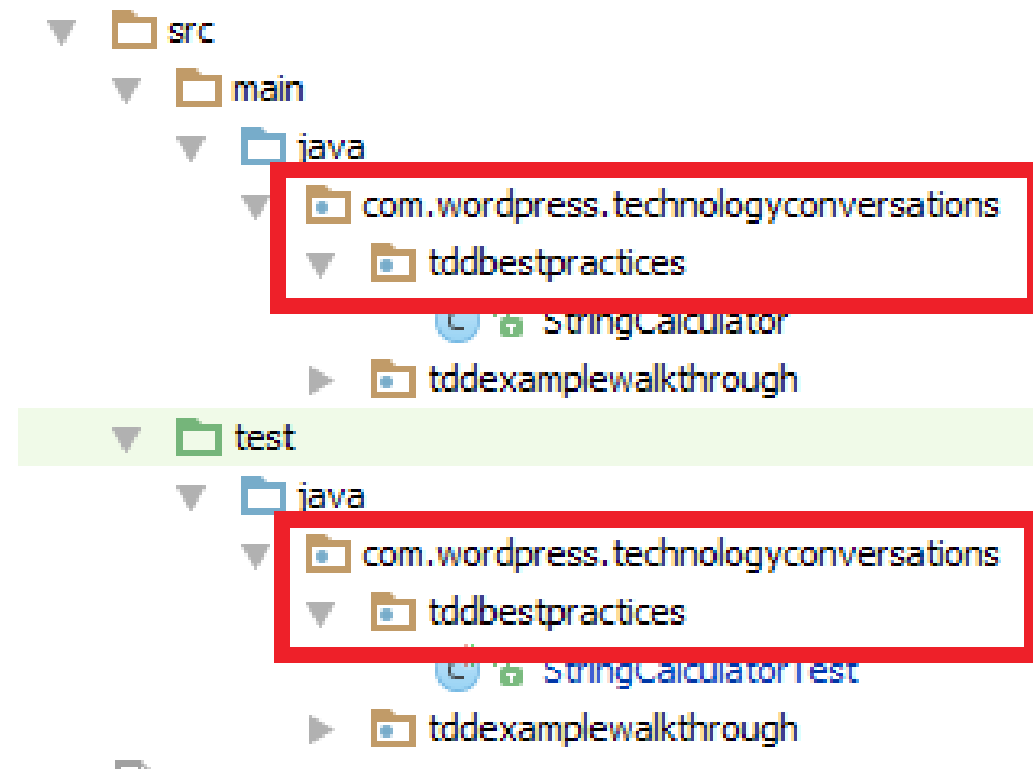 src
main
java
com.wordpress.technologyconversations
tddbestpractices
StringCalculator
tddexamplewalkthrough
test
java
com.wordpress.technologyconversations
tddbestpractices
StringCalculatorTest
tddexamplewalkthrough